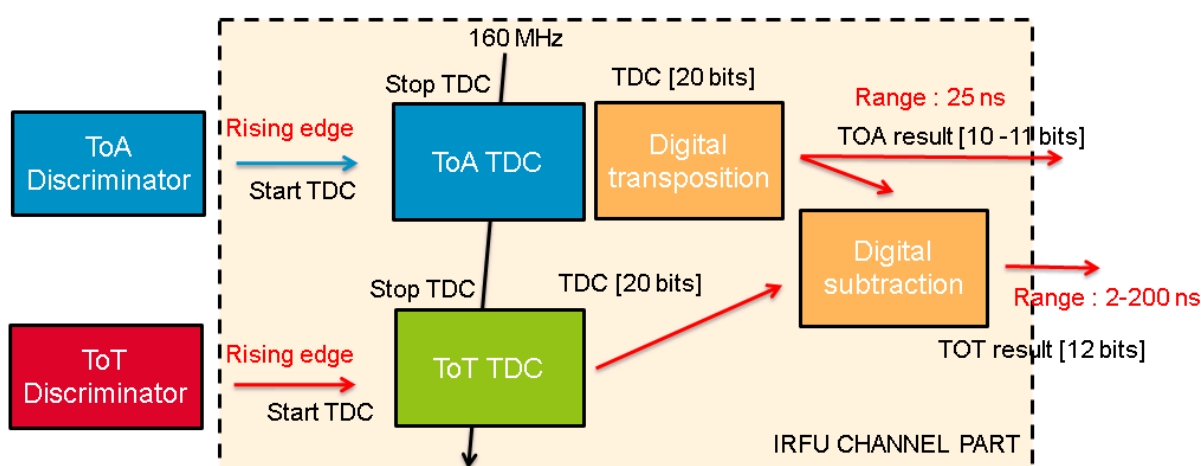 160 MHz
Stop TDC
TDC [20 bits]
Range : 25 ns
TOA result [10 -11 bits]
ToA
Discriminator
Rising edge
Start TDC
ToA TDC
Digital
transposition
Digital
subtraction
Stop TDC
TDC [20 bits]
Range : 2-200 ns
TOT result [12 bits]
ToT
Discriminator
Rising edge
Start TDC
ToT TDC
IRFU CHANNEL PART